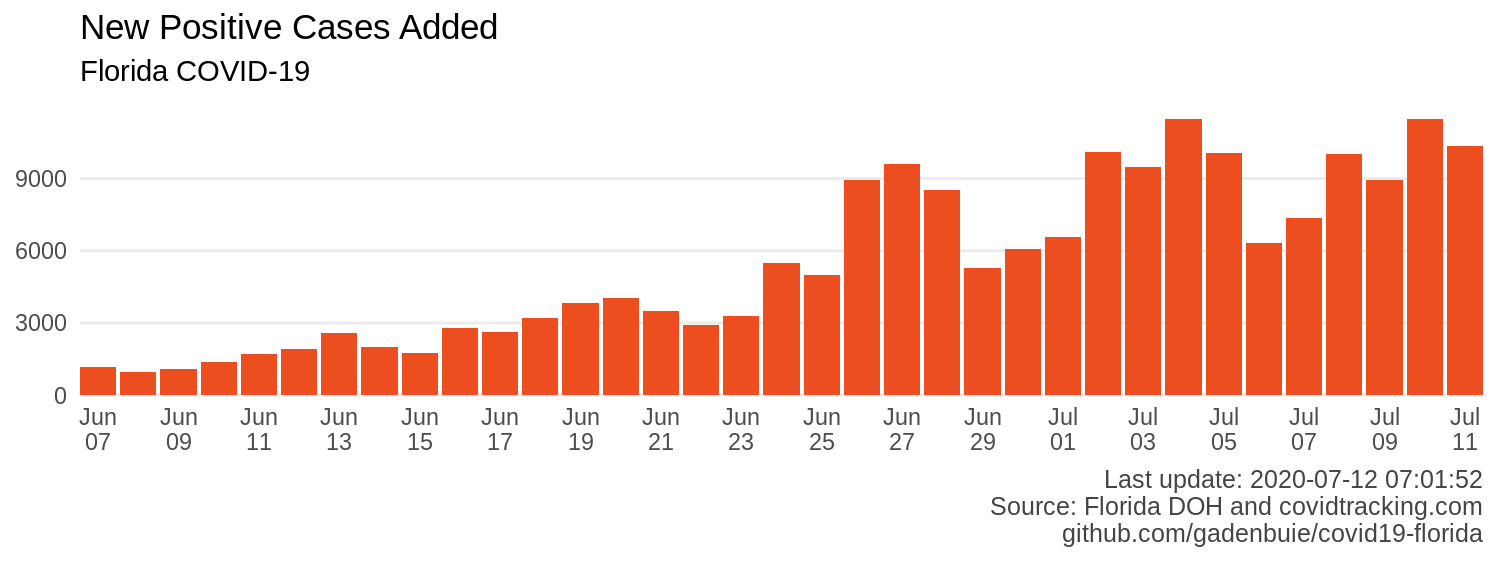 New Positive Cases Added
Florida COVID-19
9000
6000
3000
0
Jun Jun Jun Jun Jun Jun Jun Jun Jun Jun Jun Jun Jul Jul Jul Jul Jul Jul
07 09 11 13 15 17 19 21 23 25 27 29 01 03 05 07 09 11
Last update: 2020-07-12 07:01:52
Source: Florida DOH and covidtracking.com
github.com/gadenbuie/covid19-florida